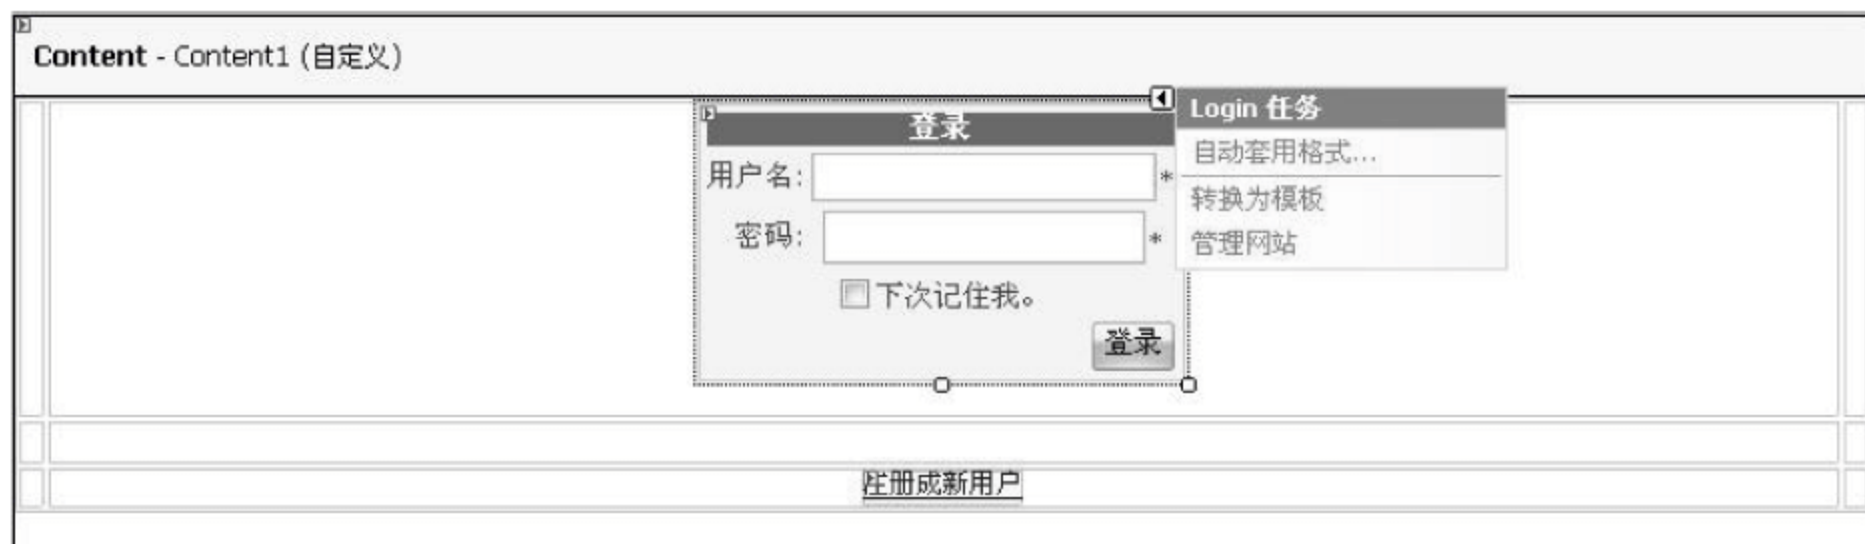 Content - Content1 (自定义)
登录
Login 任务
自动套用格式...
转换为模板
管理网站
用户名: *
密码: *
下次记住我。
登录
注册成新用户